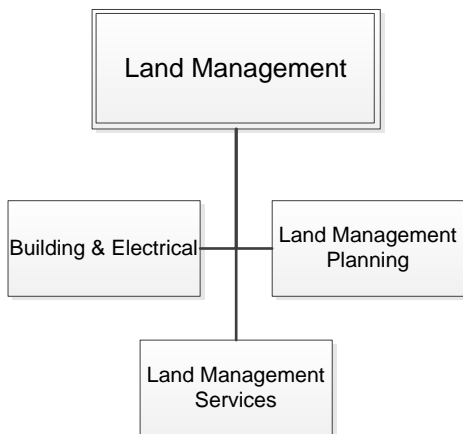 Land Management
Building & Electrical
Land Management
Planning
Land Management
Services